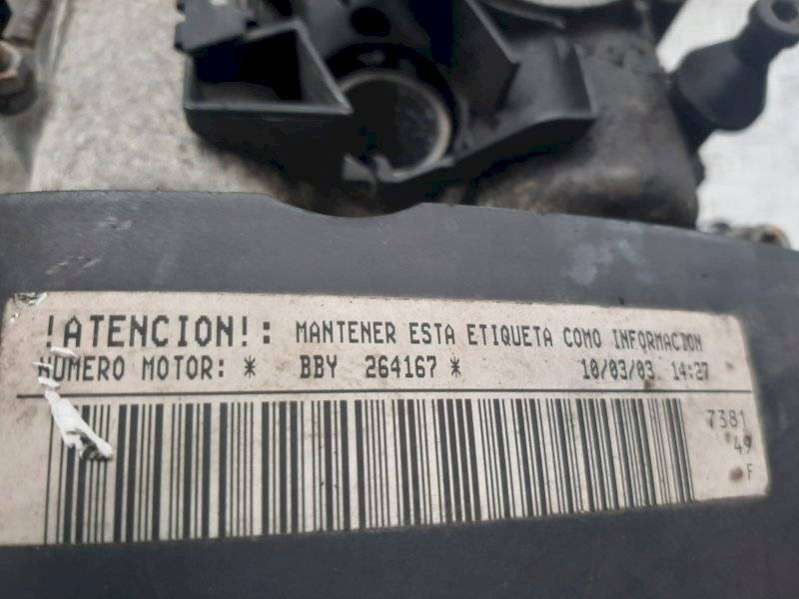 !ATENCION!: MANTENER ESTA ETIQUETA COMO INFORMACION
NUMERO MOTOR: * BBY 264167 * 10/03/03 14:27
7381
49
F